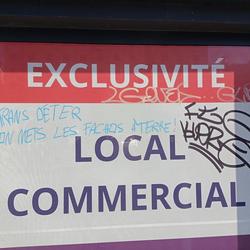 EXCLUSIVITÉ
TRANS DÉTER
ON METS LES FACHOS À TERRE!
LOCAL
COMMERCIAL